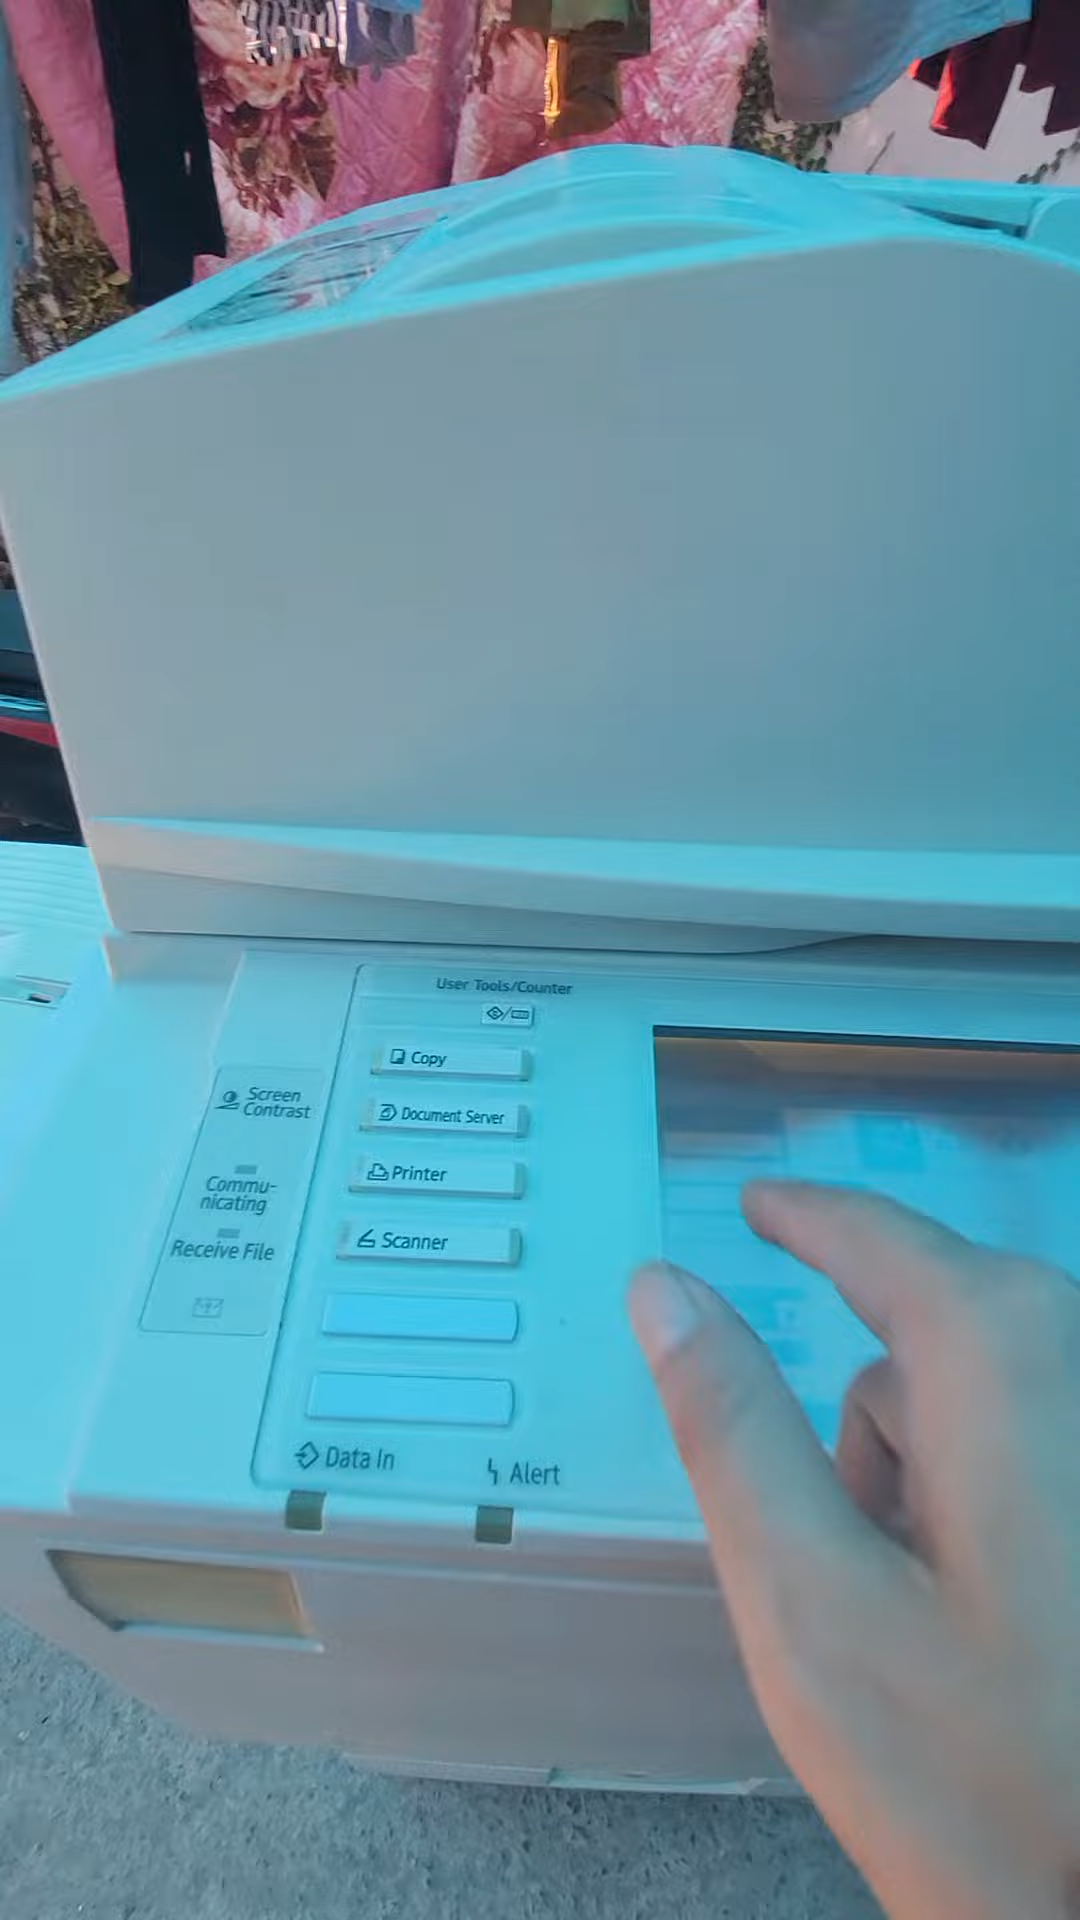 User Tools/Counter
Copy
Screen
Contrast
Document Server
Commu-
nicating
Printer
Receive File
Scanner
Data In
Alert